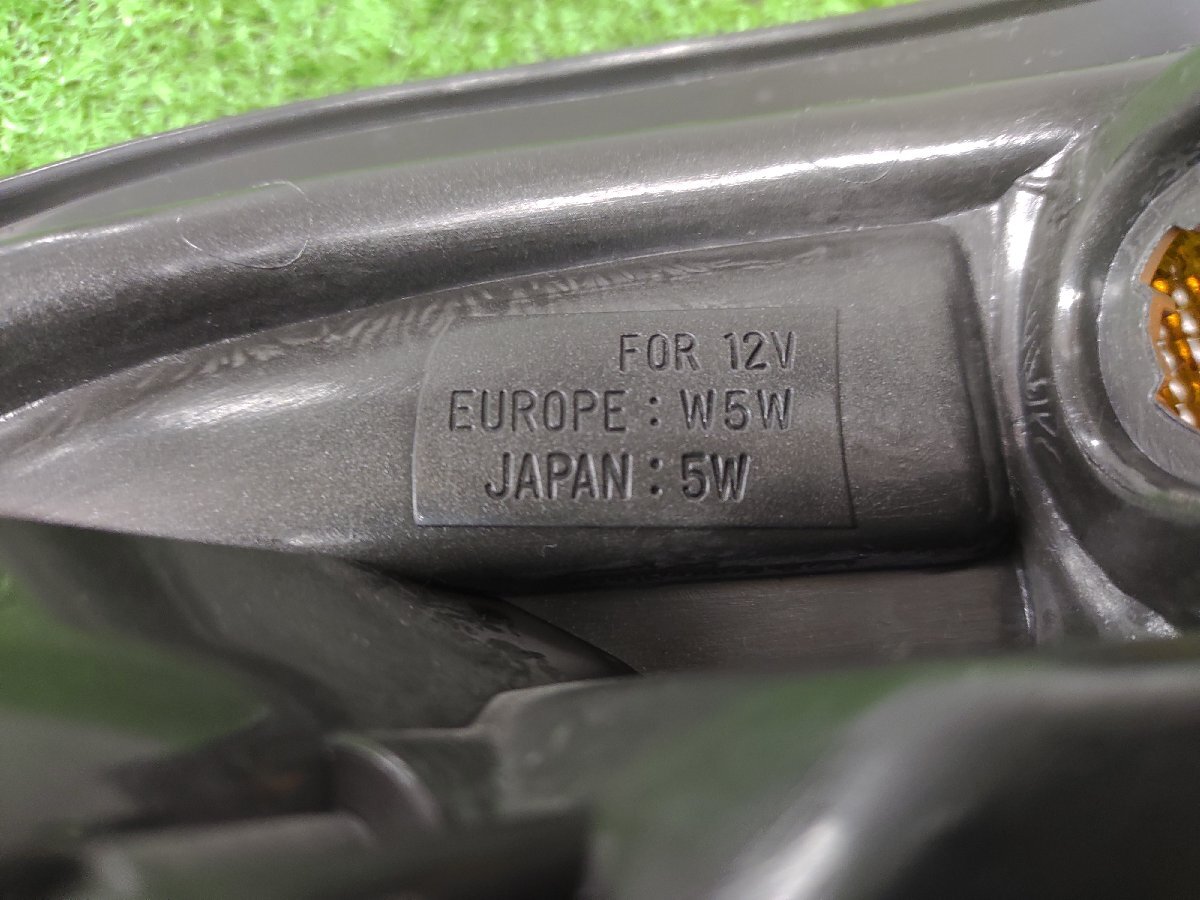 FOR 12V
EUROPE : W5W
JAPAN : 5W